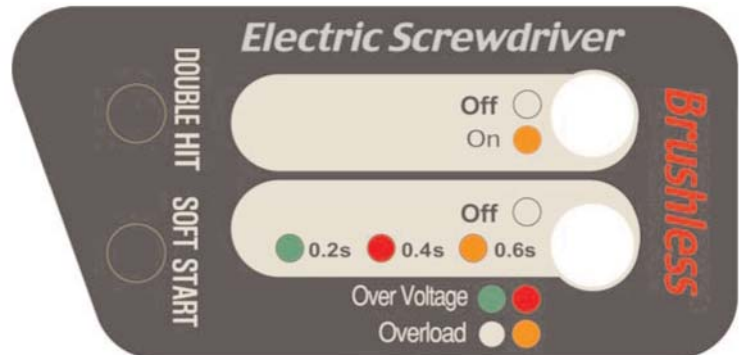 Electric Screwdriver
DOUBLE HIT
Off
On
Brushless
SOFT START
Off
0.2s 0.4s 0.6s
Over Voltage
Overload